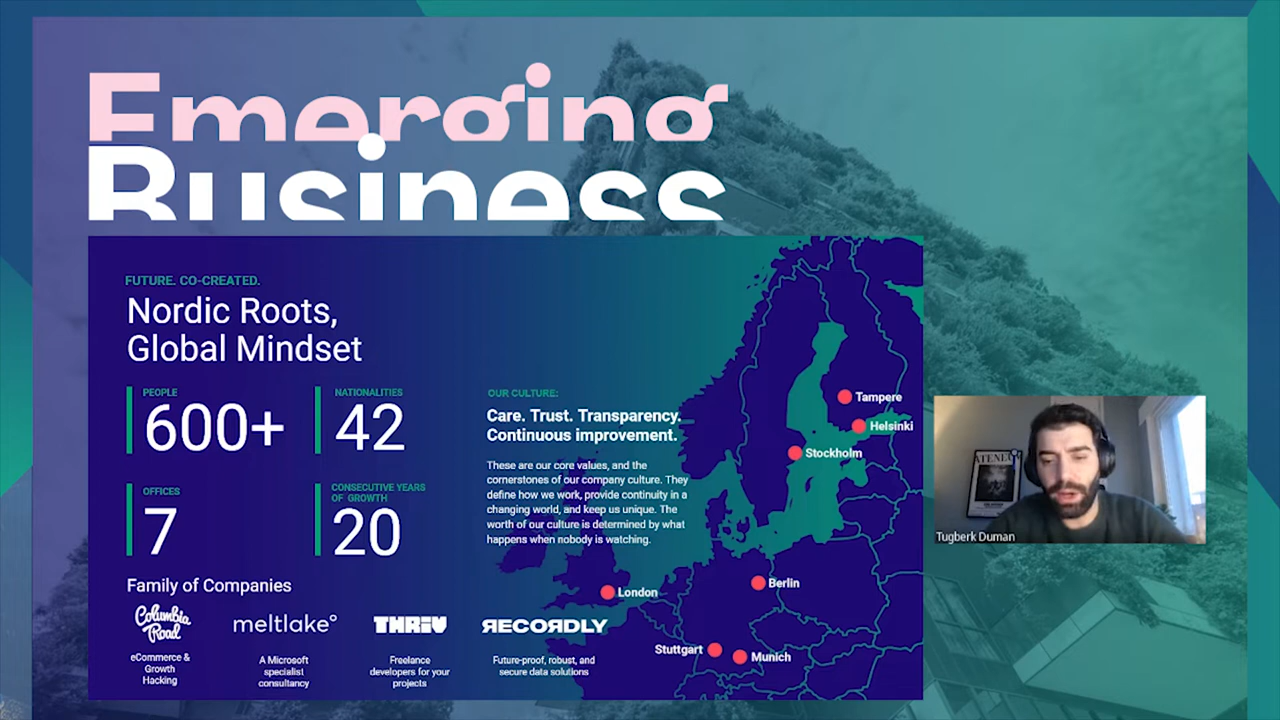 Emerging
Business
FUTURE. CO-CREATED.
Nordic Roots,
Global Mindset
PEOPLE
600+
NATIONALITIES
42
OFFICES
7
CONSECUTIVE YEARS
OF GROWTH
20
OUR CULTURE:
Care. Trust. Transparency.
Continuous improvement.
These are our core values, and the
cornerstones of our company culture. They
define how we work, provide continuity in a
changing world, and keep us unique. The
worth of our culture is determined by what
happens when nobody is watching.
Family of Companies
Columbia
Road
eCommerce &
Growth
Hacking
meltlake°
A Microsoft
specialist
consultancy
THRIV
Freelance
developers for your
projects
RECORDLY
Future-proof, robust, and
secure data solutions
Tampere
Helsinki
Stockholm
London
Berlin
Stuttgart
Munich
ATENEUM
Tugberk Duman